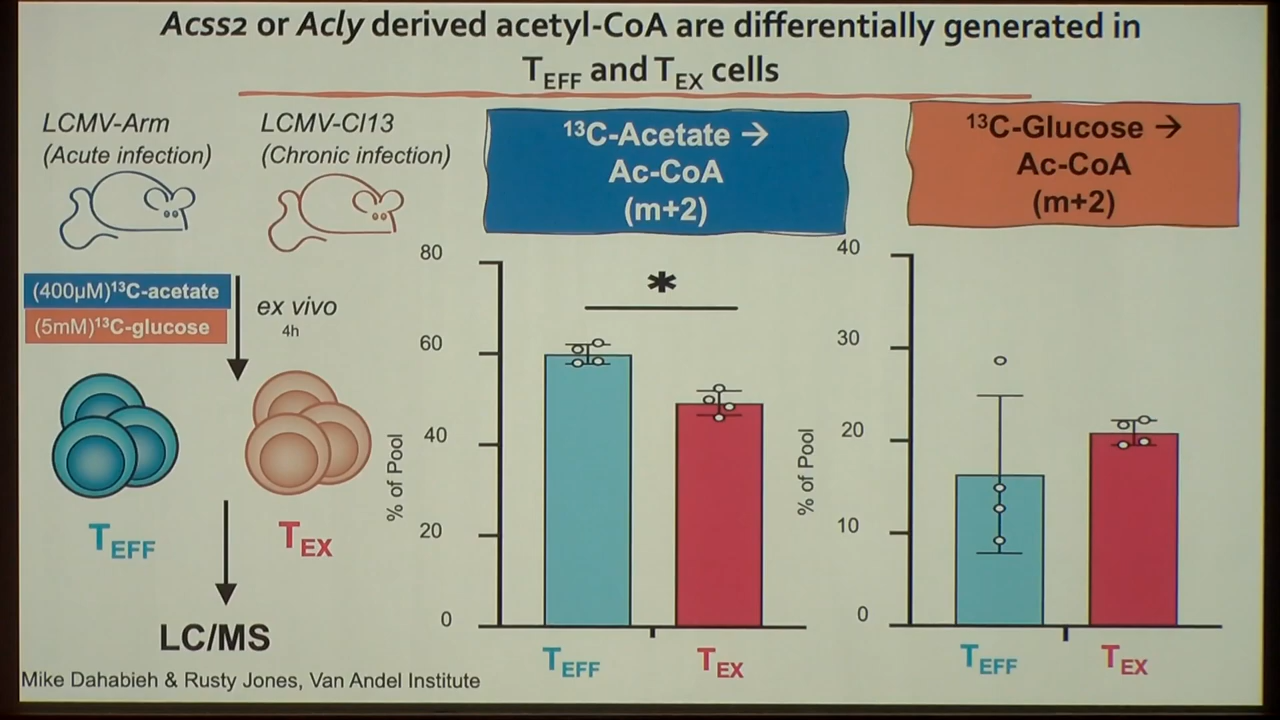 Acss2 or Acly derived acetyl-CoA are differentially generated in
TEFF and TEX cells
LCMV-Arm
(Acute infection)
LCMV-Cl13
(Chronic infection)
(400µM)¹³C-acetate
(5mM)¹³C-glucose
ex vivo
4h
TEFF
TEX
LC/MS
Mike Dahabieh & Rusty Jones, Van Andel Institute
¹³C-Acetate →
Ac-CoA
(m+2)
% of Pool
80
60
40
20
0
*
TEFF
TEX
¹³C-Glucose →
Ac-CoA
(m+2)
% of Pool
40
30
20
10
0
TEFF
TEX